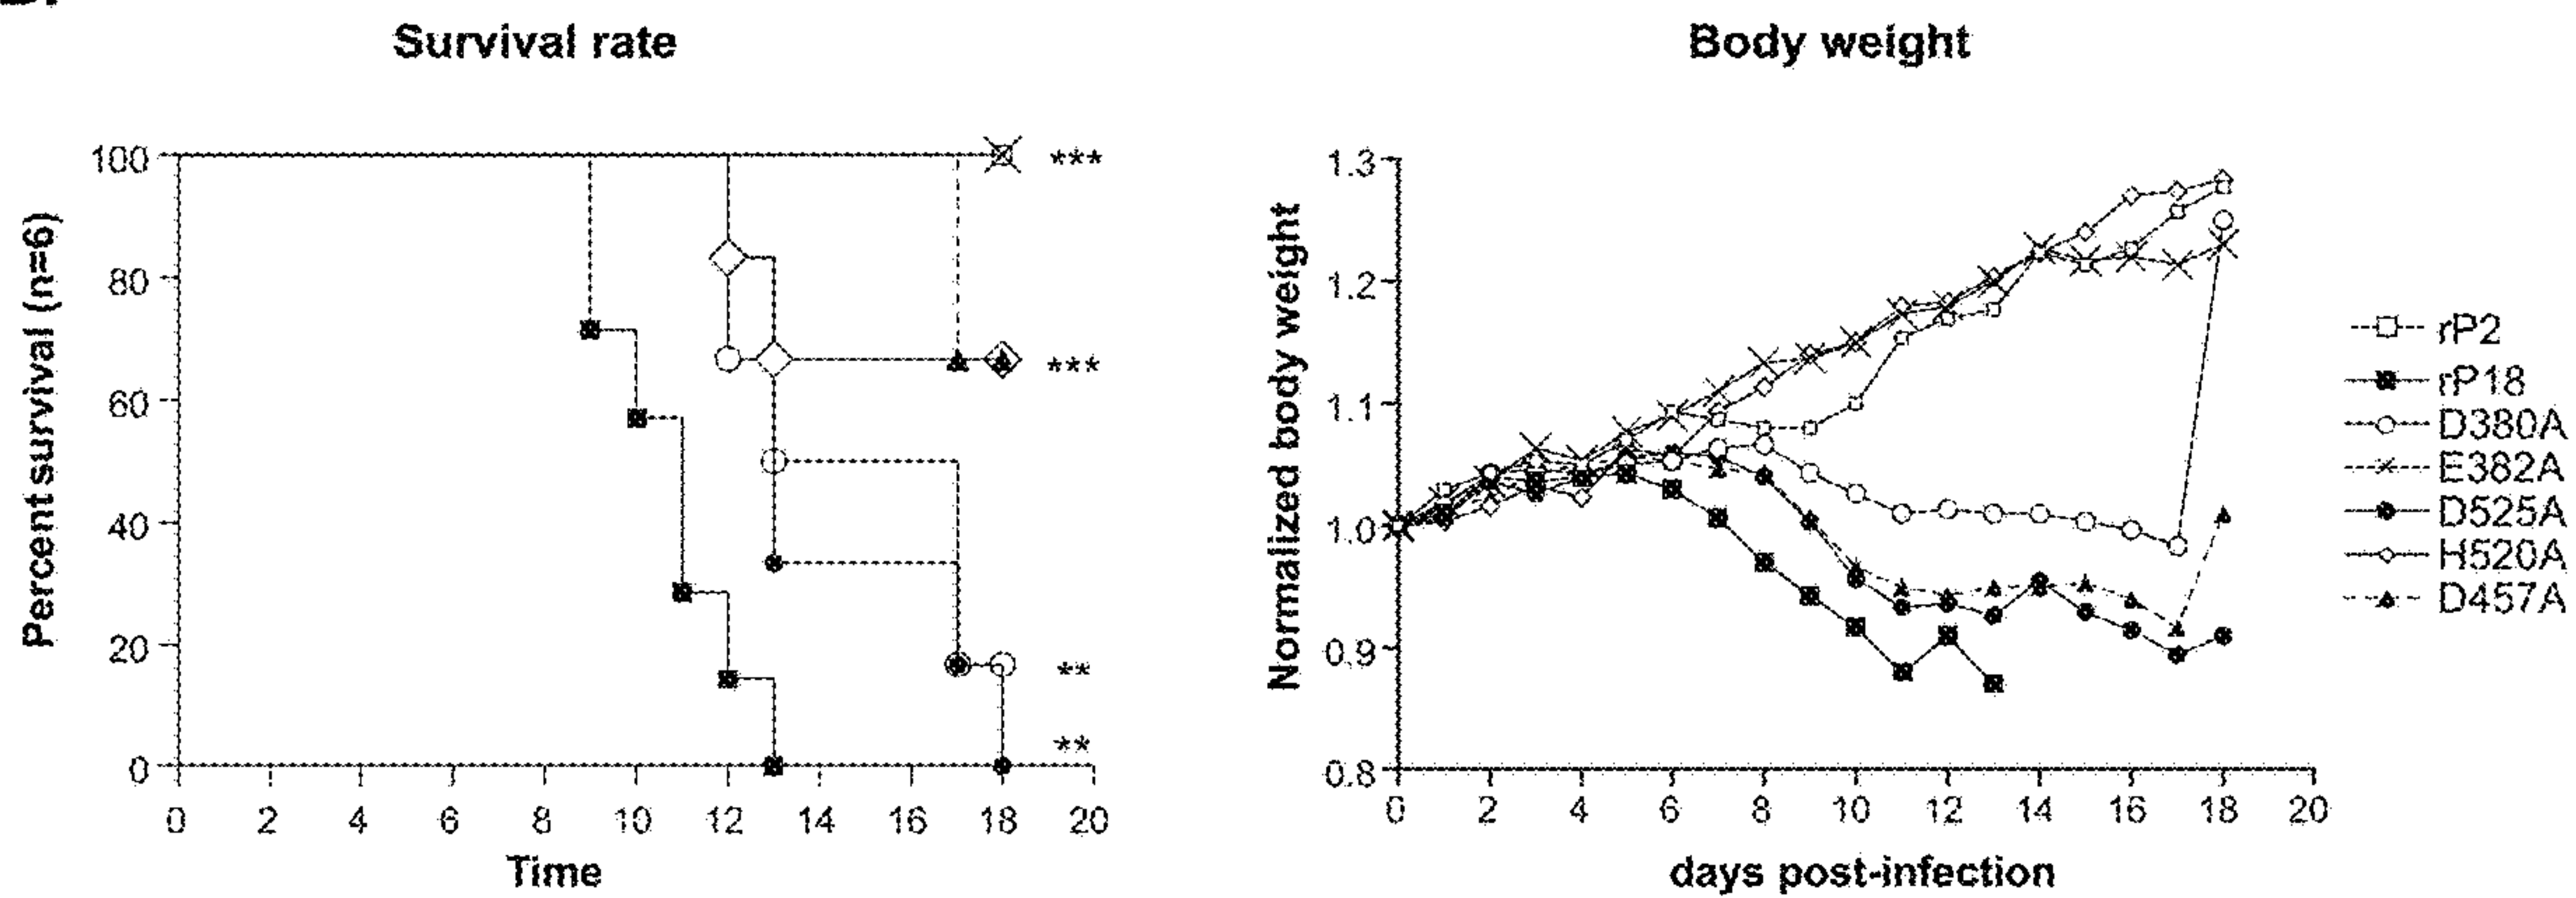 Survival rate
Percent survival (n=6)
100
80
60
40
20
0
0 2 4 6 8 10 12 14 16 18 20
Time
***
***
**
**
Body weight
Normalized body weight
1.3
1.2
1.1
1.0
0.9
0.8
0 2 4 6 8 10 12 14 16 18 20
days post-infection
rP2
rP18
D380A
E382A
D525A
H520A
D457A